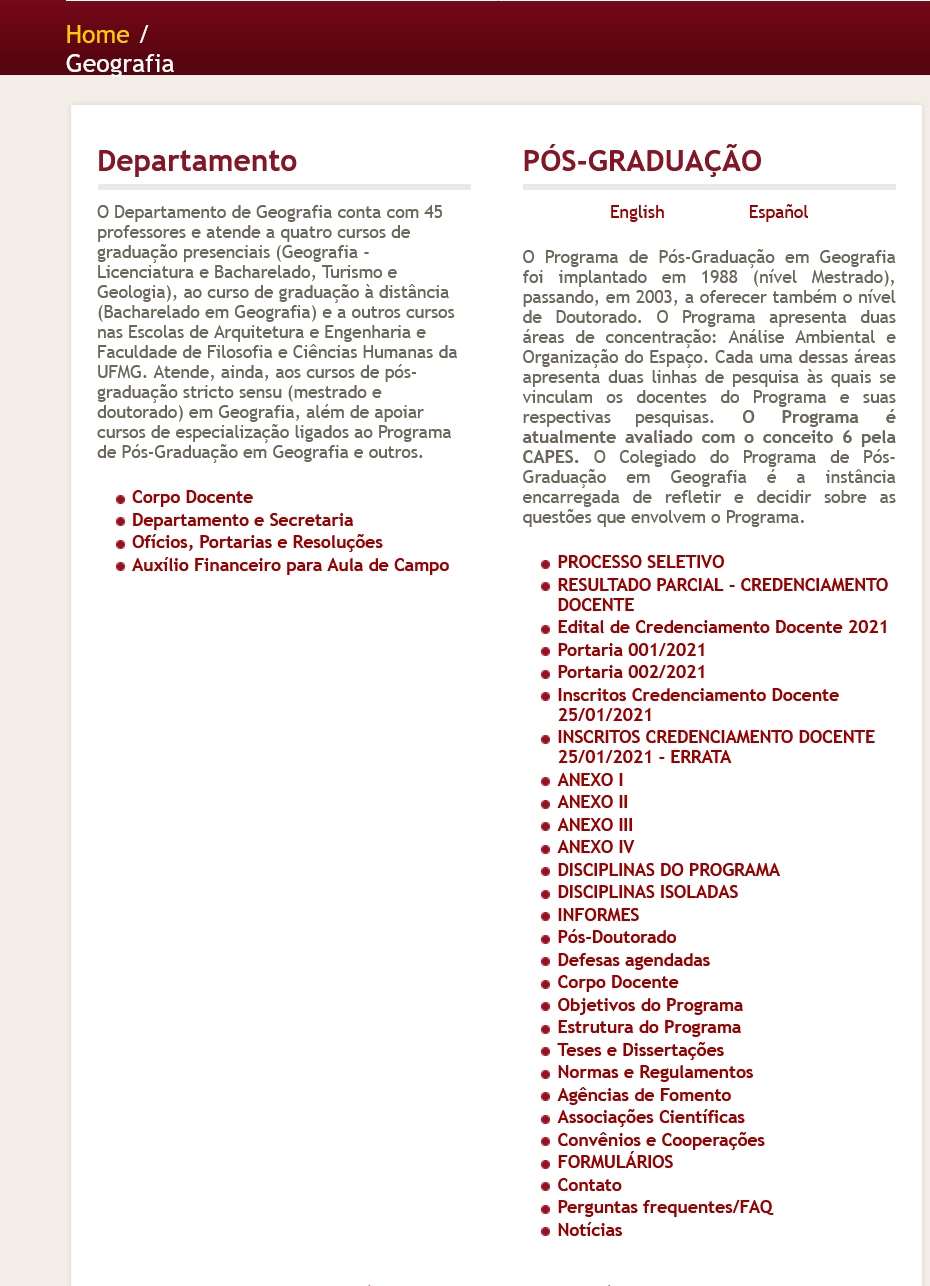 Home /
Geografia
Departamento
O Departamento de Geografia conta com 45
professores e atende a quatro cursos de
graduação presenciais (Geografia -
Licenciatura e Bacharelado, Turismo e
Geologia), ao curso de graduação à distância
(Bacharelado em Geografia) e a outros cursos
nas Escolas de Arquitetura e Engenharia e
Faculdade de Filosofia e Ciências Humanas da
UFMG. Atende, ainda, aos cursos de pós-
graduação stricto sensu (mestrado e
doutorado) em Geografia, além de apoiar
cursos de especialização ligados ao Programa
de Pós-Graduação em Geografia e outros.
Corpo Docente
Departamento e Secretaria
Ofícios, Portarias e Resoluções
Auxílio Financeiro para Aula de Campo
PÓS-GRADUAÇÃO
English Español
O Programa de Pós-Graduação em Geografia
foi implantado em 1988 (nível Mestrado),
passando, em 2003, a oferecer também o nível
de Doutorado. O Programa apresenta duas
áreas de concentração: Análise Ambiental e
Organização do Espaço. Cada uma dessas áreas
apresenta duas linhas de pesquisa às quais se
vinculam os docentes do Programa e suas
respectivas pesquisas. O Programa é
atualmente avaliado com o conceito 6 pela
CAPES. O Colegiado do Programa de Pós-
Graduação em Geografia é a instância
encarregada de refletir e decidir sobre as
questões que envolvem o Programa.
PROCESSO SELETIVO
RESULTADO PARCIAL - CREDENCIAMENTO
DOCENTE
Edital de Credenciamento Docente 2021
Portaria 001/2021
Portaria 002/2021
Inscritos Credenciamento Docente
25/01/2021
INSCRITOS CREDENCIAMENTO DOCENTE
25/01/2021 - ERRATA
ANEXO I
ANEXO II
ANEXO III
ANEXO IV
DISCIPLINAS DO PROGRAMA
DISCIPLINAS ISOLADAS
INFORMES
Pós-Doutorado
Defesas agendadas
Corpo Docente
Objetivos do Programa
Estrutura do Programa
Teses e Dissertações
Normas e Regulamentos
Agências de Fomento
Associações Científicas
Convênios e Cooperações
FORMULÁRIOS
Contato
Perguntas frequentes/FAQ
Notícias